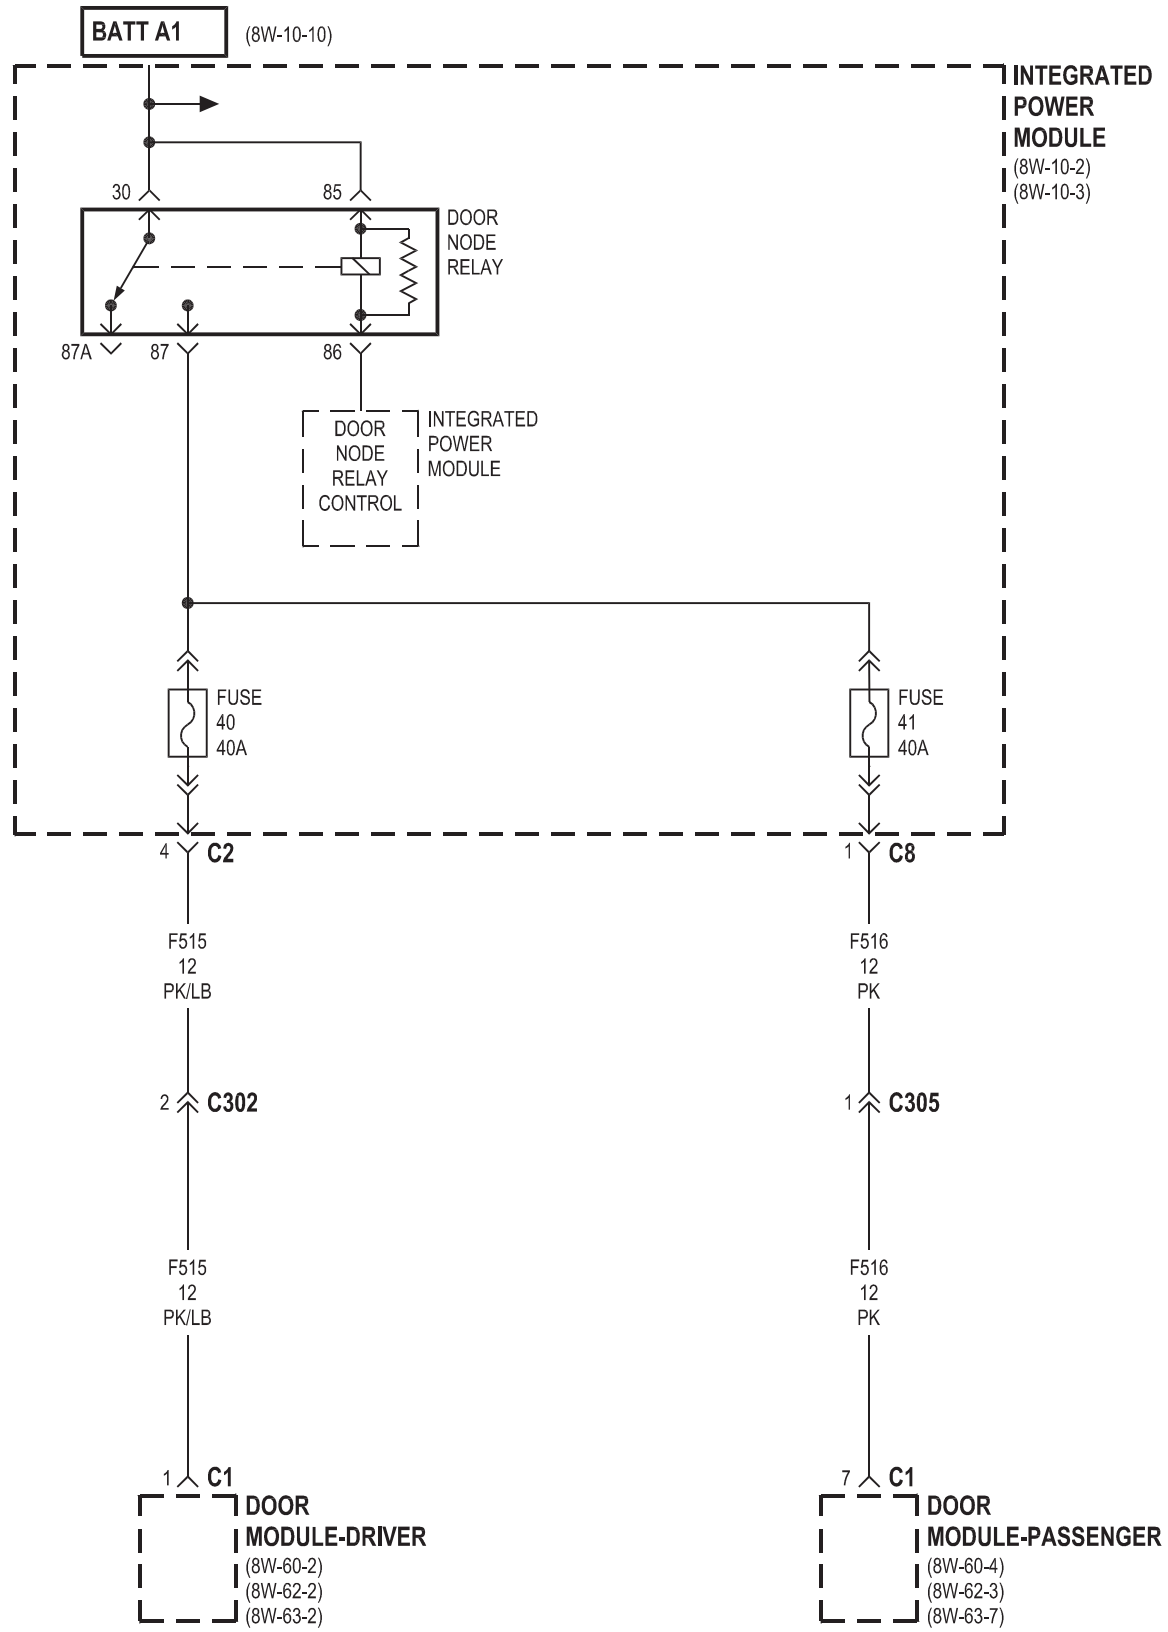 BATT A1
(8W-10-10)
INTEGRATED
POWER
MODULE
(8W-10-2)
(8W-10-3)
30
85
DOOR
NODE
RELAY
87A
87
86
DOOR
NODE
RELAY
CONTROL
INTEGRATED
POWER
MODULE
FUSE
40
40A
FUSE
41
40A
4
C2
1
C8
F515
12
PK/LB
F516
12
PK
2
C302
1
C305
F515
12
PK/LB
F516
12
PK
1
C1
7
C1
DOOR
MODULE-DRIVER
(8W-60-2)
(8W-62-2)
(8W-63-2)
DOOR
MODULE-PASSENGER
(8W-60-4)
(8W-62-3)
(8W-63-7)